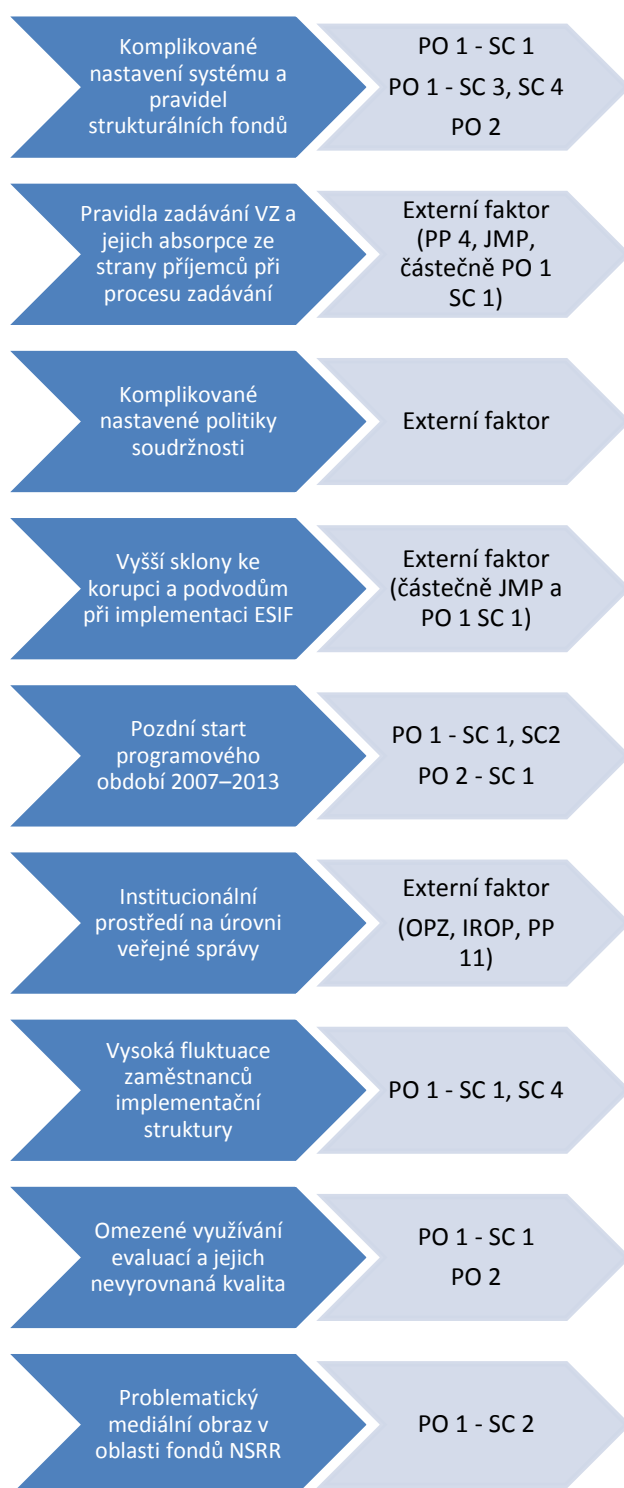 Komplikované
nastavení systému a
pravidel
strukturálních fondů
PO 1 - SC 1
PO 1 - SC 3, SC 4
PO 2
Pravidla zadávání VZ a
jejich absorpce ze
strany příjemců při
procesu zadávání
Externí faktor
(PP 4, JMP,
částečně PO 1
SC 1)
Komplikované
nastavené politiky
soudržnosti
Externí faktor
Vyšší sklony ke
korupci a podvodům
při implementaci ESIF
Externí faktor
(částečně JMP a
PO 1 SC 1)
Pozdní start
programového
období 2007–2013
PO 1 - SC 1, SC2
PO 2 - SC 1
Institucionální
prostředí na úrovni
veřejné správy
Externí faktor
(OPZ, IROP, PP
11)
Vysoká fluktuace
zaměstnanců
implementační
struktury
PO 1 - SC 1, SC 4
Omezené využívání
evaluací a jejich
nevyrovnaná kvalita
PO 1 - SC 1
PO 2
Problematický
mediální obraz v
oblasti fondů NSRR
PO 1 - SC 2